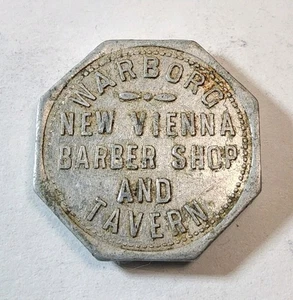 WARBORG
NEW VIENNA
BARBER SHOP
AND
TAVERN